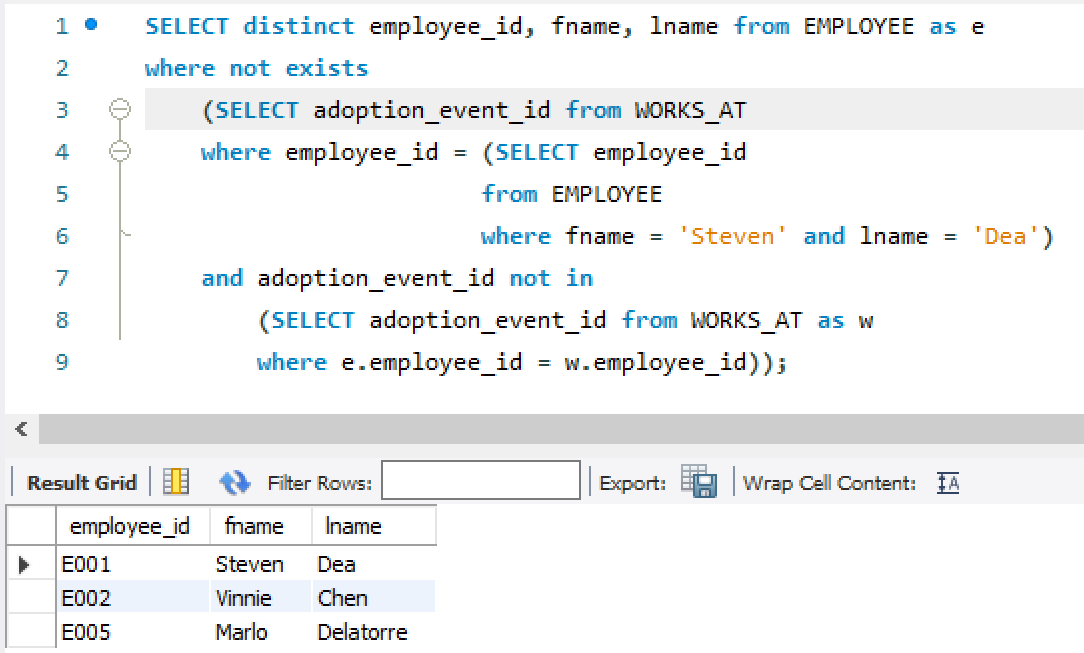 1 SELECT distinct employee_id, fname, lname from EMPLOYEE as e
2 where not exists
3 (SELECT adoption_event_id from WORKS_AT
4 where employee_id = (SELECT employee_id
5 from EMPLOYEE
6 where fname = 'Steven' and lname = 'Dea')
7 and adoption_event_id not in
8 (SELECT adoption_event_id from WORKS_AT as w
9 where e.employee_id = w.employee_id));
Result Grid Filter Rows: Export: Wrap Cell Content: IA
employee_id fname lname
E001 Steven Dea
E002 Vinnie Chen
E005 Marlo Delatorre